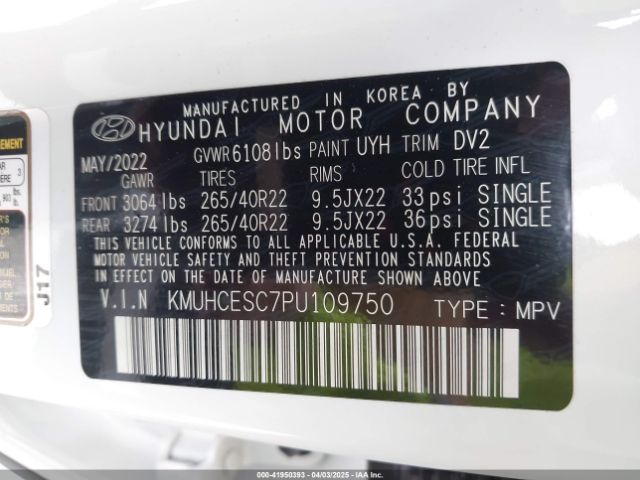 MANUFACTURED IN KOREA BY
HYUNDAI MOTOR COMPANY
MAY/2022 GVWR 6108lbs PAINT UYH TRIM DV2
GAWR TIRES RIMS COLD TIRE INFL
FRONT 3064lbs 265/40R22 9.5JX22 33psi SINGLE
REAR 3274lbs 265/40R22 9.5JX22 36psi SINGLE
THIS VEHICLE CONFORMS TO ALL APPLICABLE U.S.A. FEDERAL
MOTOR VEHICLE SAFETY AND THEFT PREVENTION STANDARDS
IN EFFECT ON THE DATE OF MANUFACTURE SHOWN ABOVE.
V.I.N KMUHCESC7PU109750 TYPE : MPV
J17
000-41950393 - 04/03/2025 - IAAI.COM